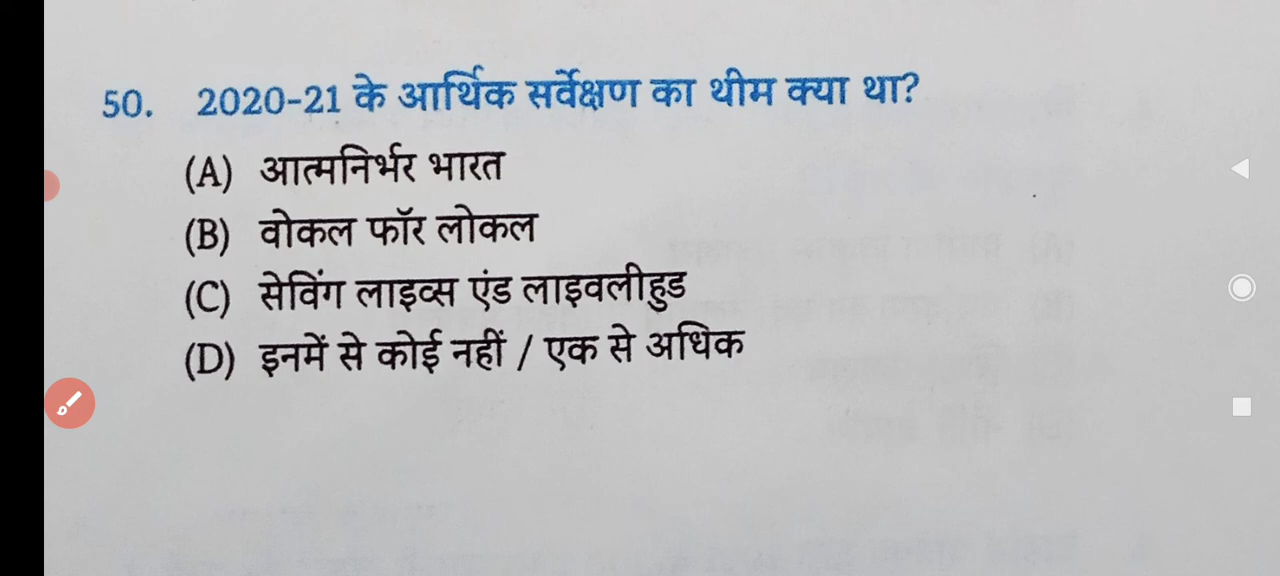 50. 2020-21 के आर्थिक सर्वेक्षण का थीम क्या था?
(A) आत्मनिर्भर भारत
(B) वोकल फॉर लोकल
(C) सेविंग लाइव्स एंड लाइवलीहुड
(D) इनमें से कोई नहीं / एक से अधिक